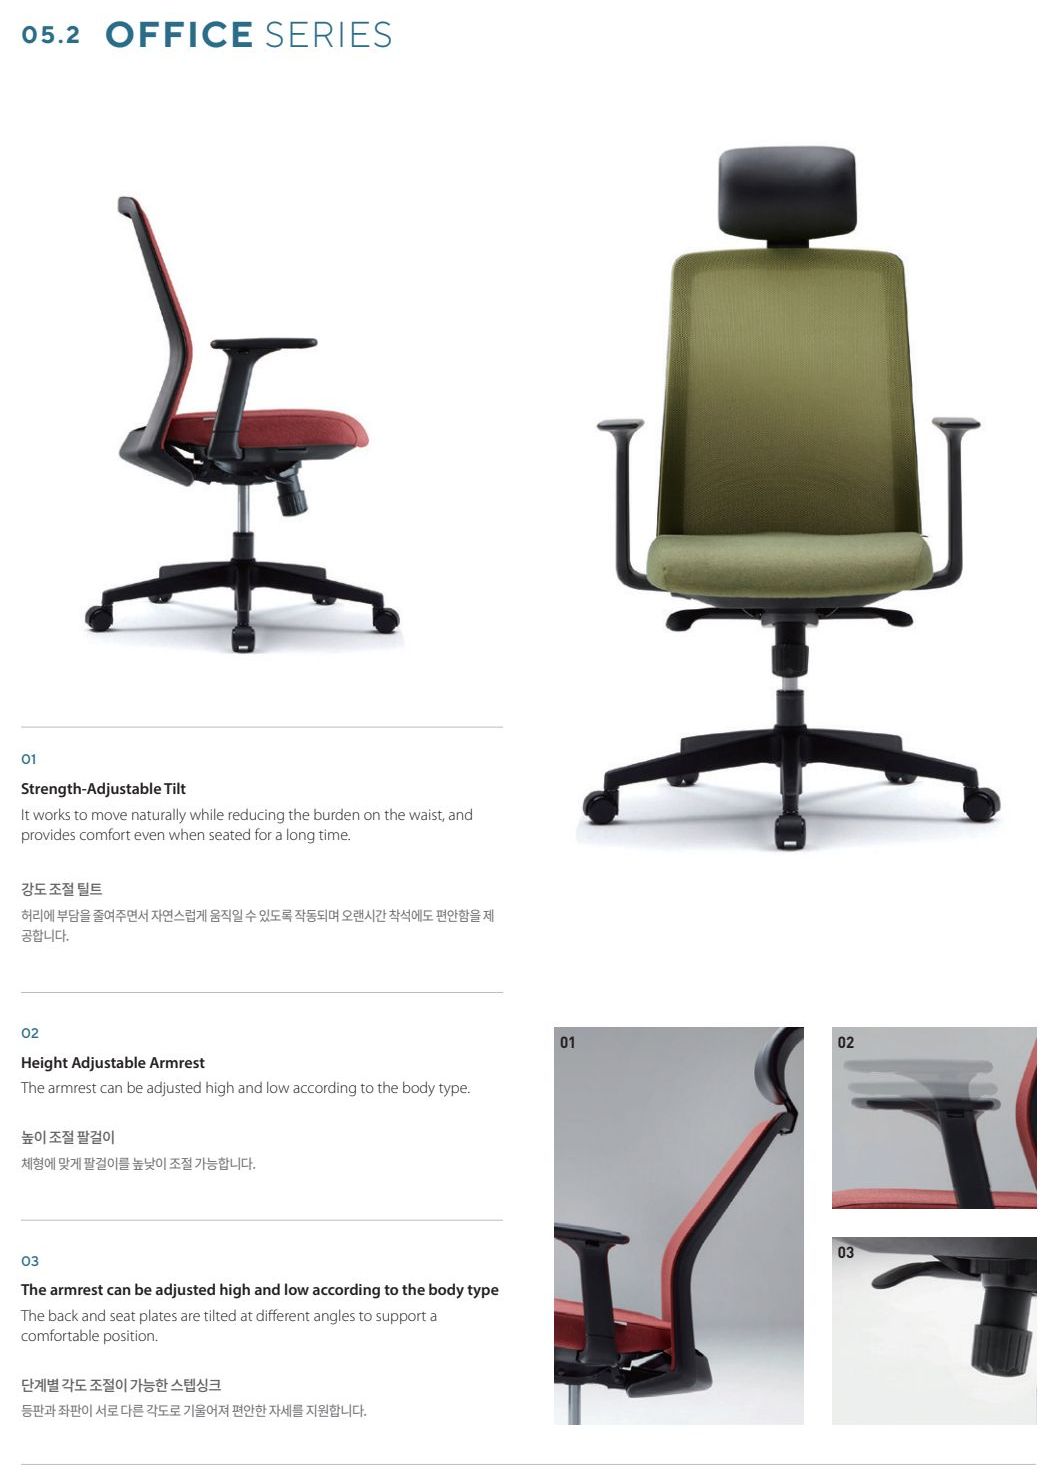 05.2 OFFICE SERIES
01
Strength-Adjustable Tilt
It works to move naturally while reducing the burden on the waist, and
provides comfort even when seated for a long time.
강도 조절 틸트
허리에 부담을 줄여주면서 자연스럽게 움직일 수 있도록 작동되며 오랜시간 착석에도 편안함을 제
공합니다.
02
Height Adjustable Armrest
The armrest can be adjusted high and low according to the body type.
높이 조절 팔걸이
체형에 맞게 팔걸이를 높낮이 조절 가능합니다.
03
The armrest can be adjusted high and low according to the body type
The back and seat plates are tilted at different angles to support a
comfortable position.
단계별 각도 조절이 가능한 스텝싱크
등판과 좌판이 서로 다른 각도로 기울어져 편안한 자세를 지원합니다.
01
02
03